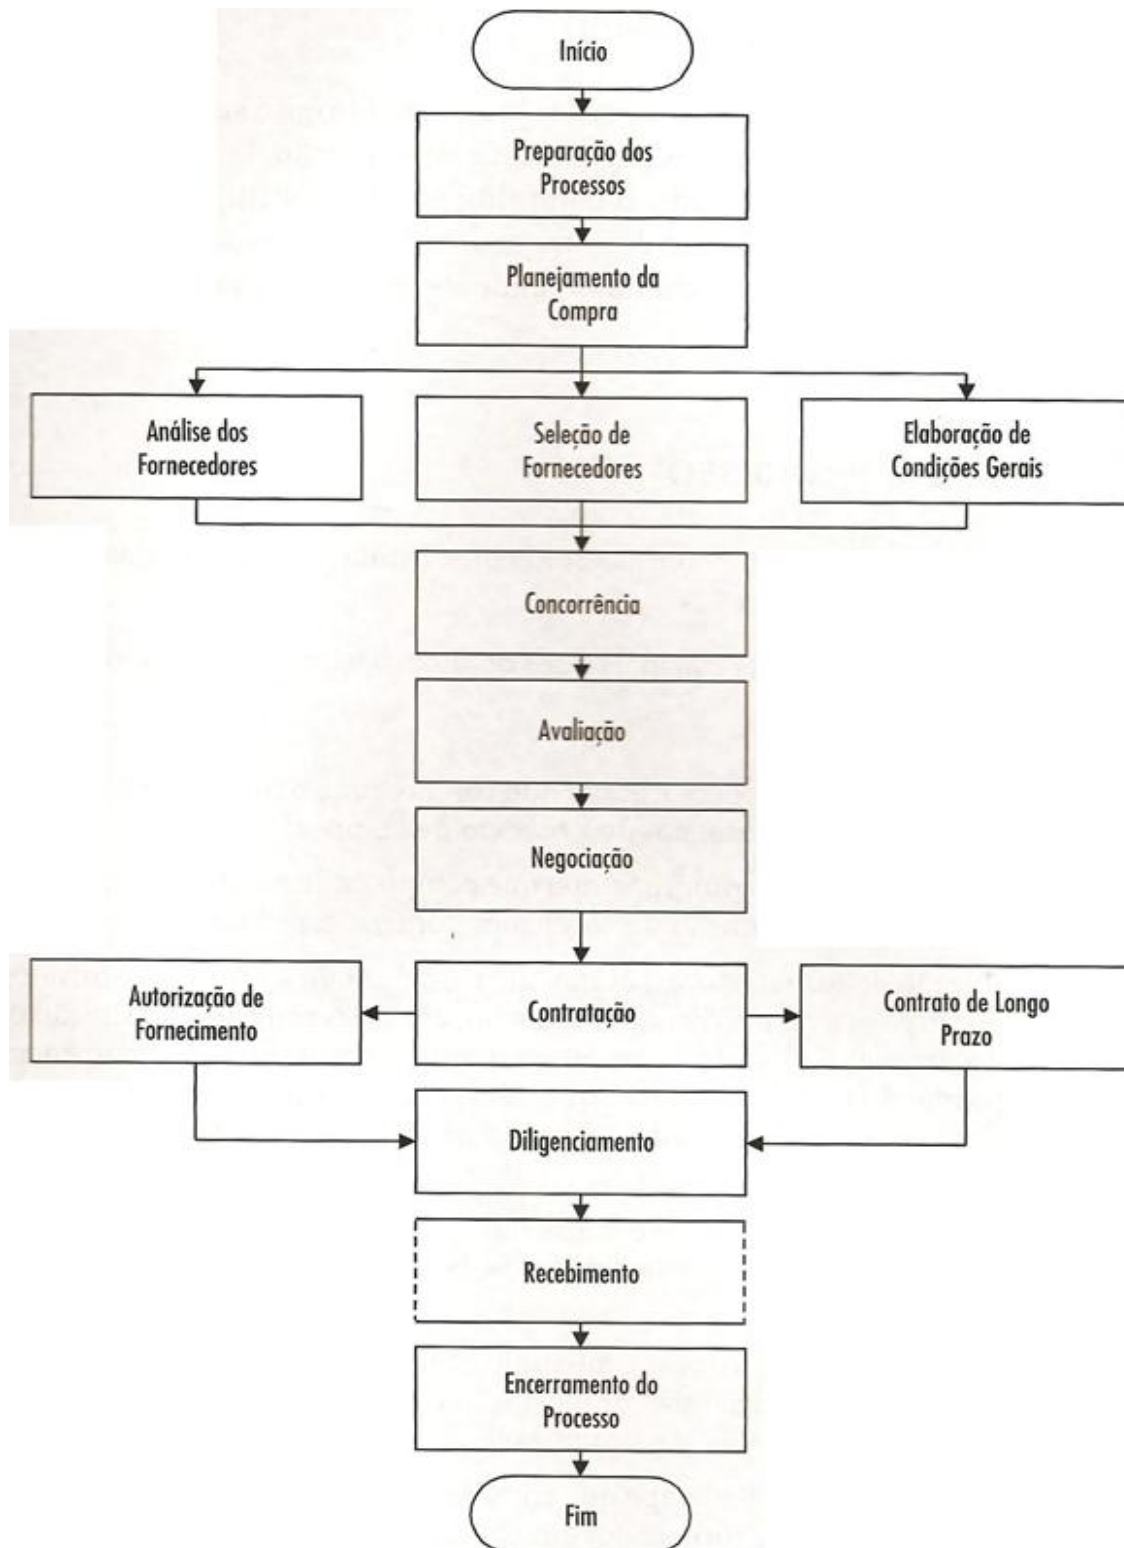 Início
Preparação dos
Processos
Planejamento da
Compra
Análise dos
Fornecedores
Seleção de
Fornecedores
Elaboração de
Condições Gerais
Concorrência
Avaliação
Negociação
Autorização de
Fornecimento
Contratação
Contrato de Longo
Prazo
Diligenciamento
Recebimento
Encerramento do
Processo
Fim